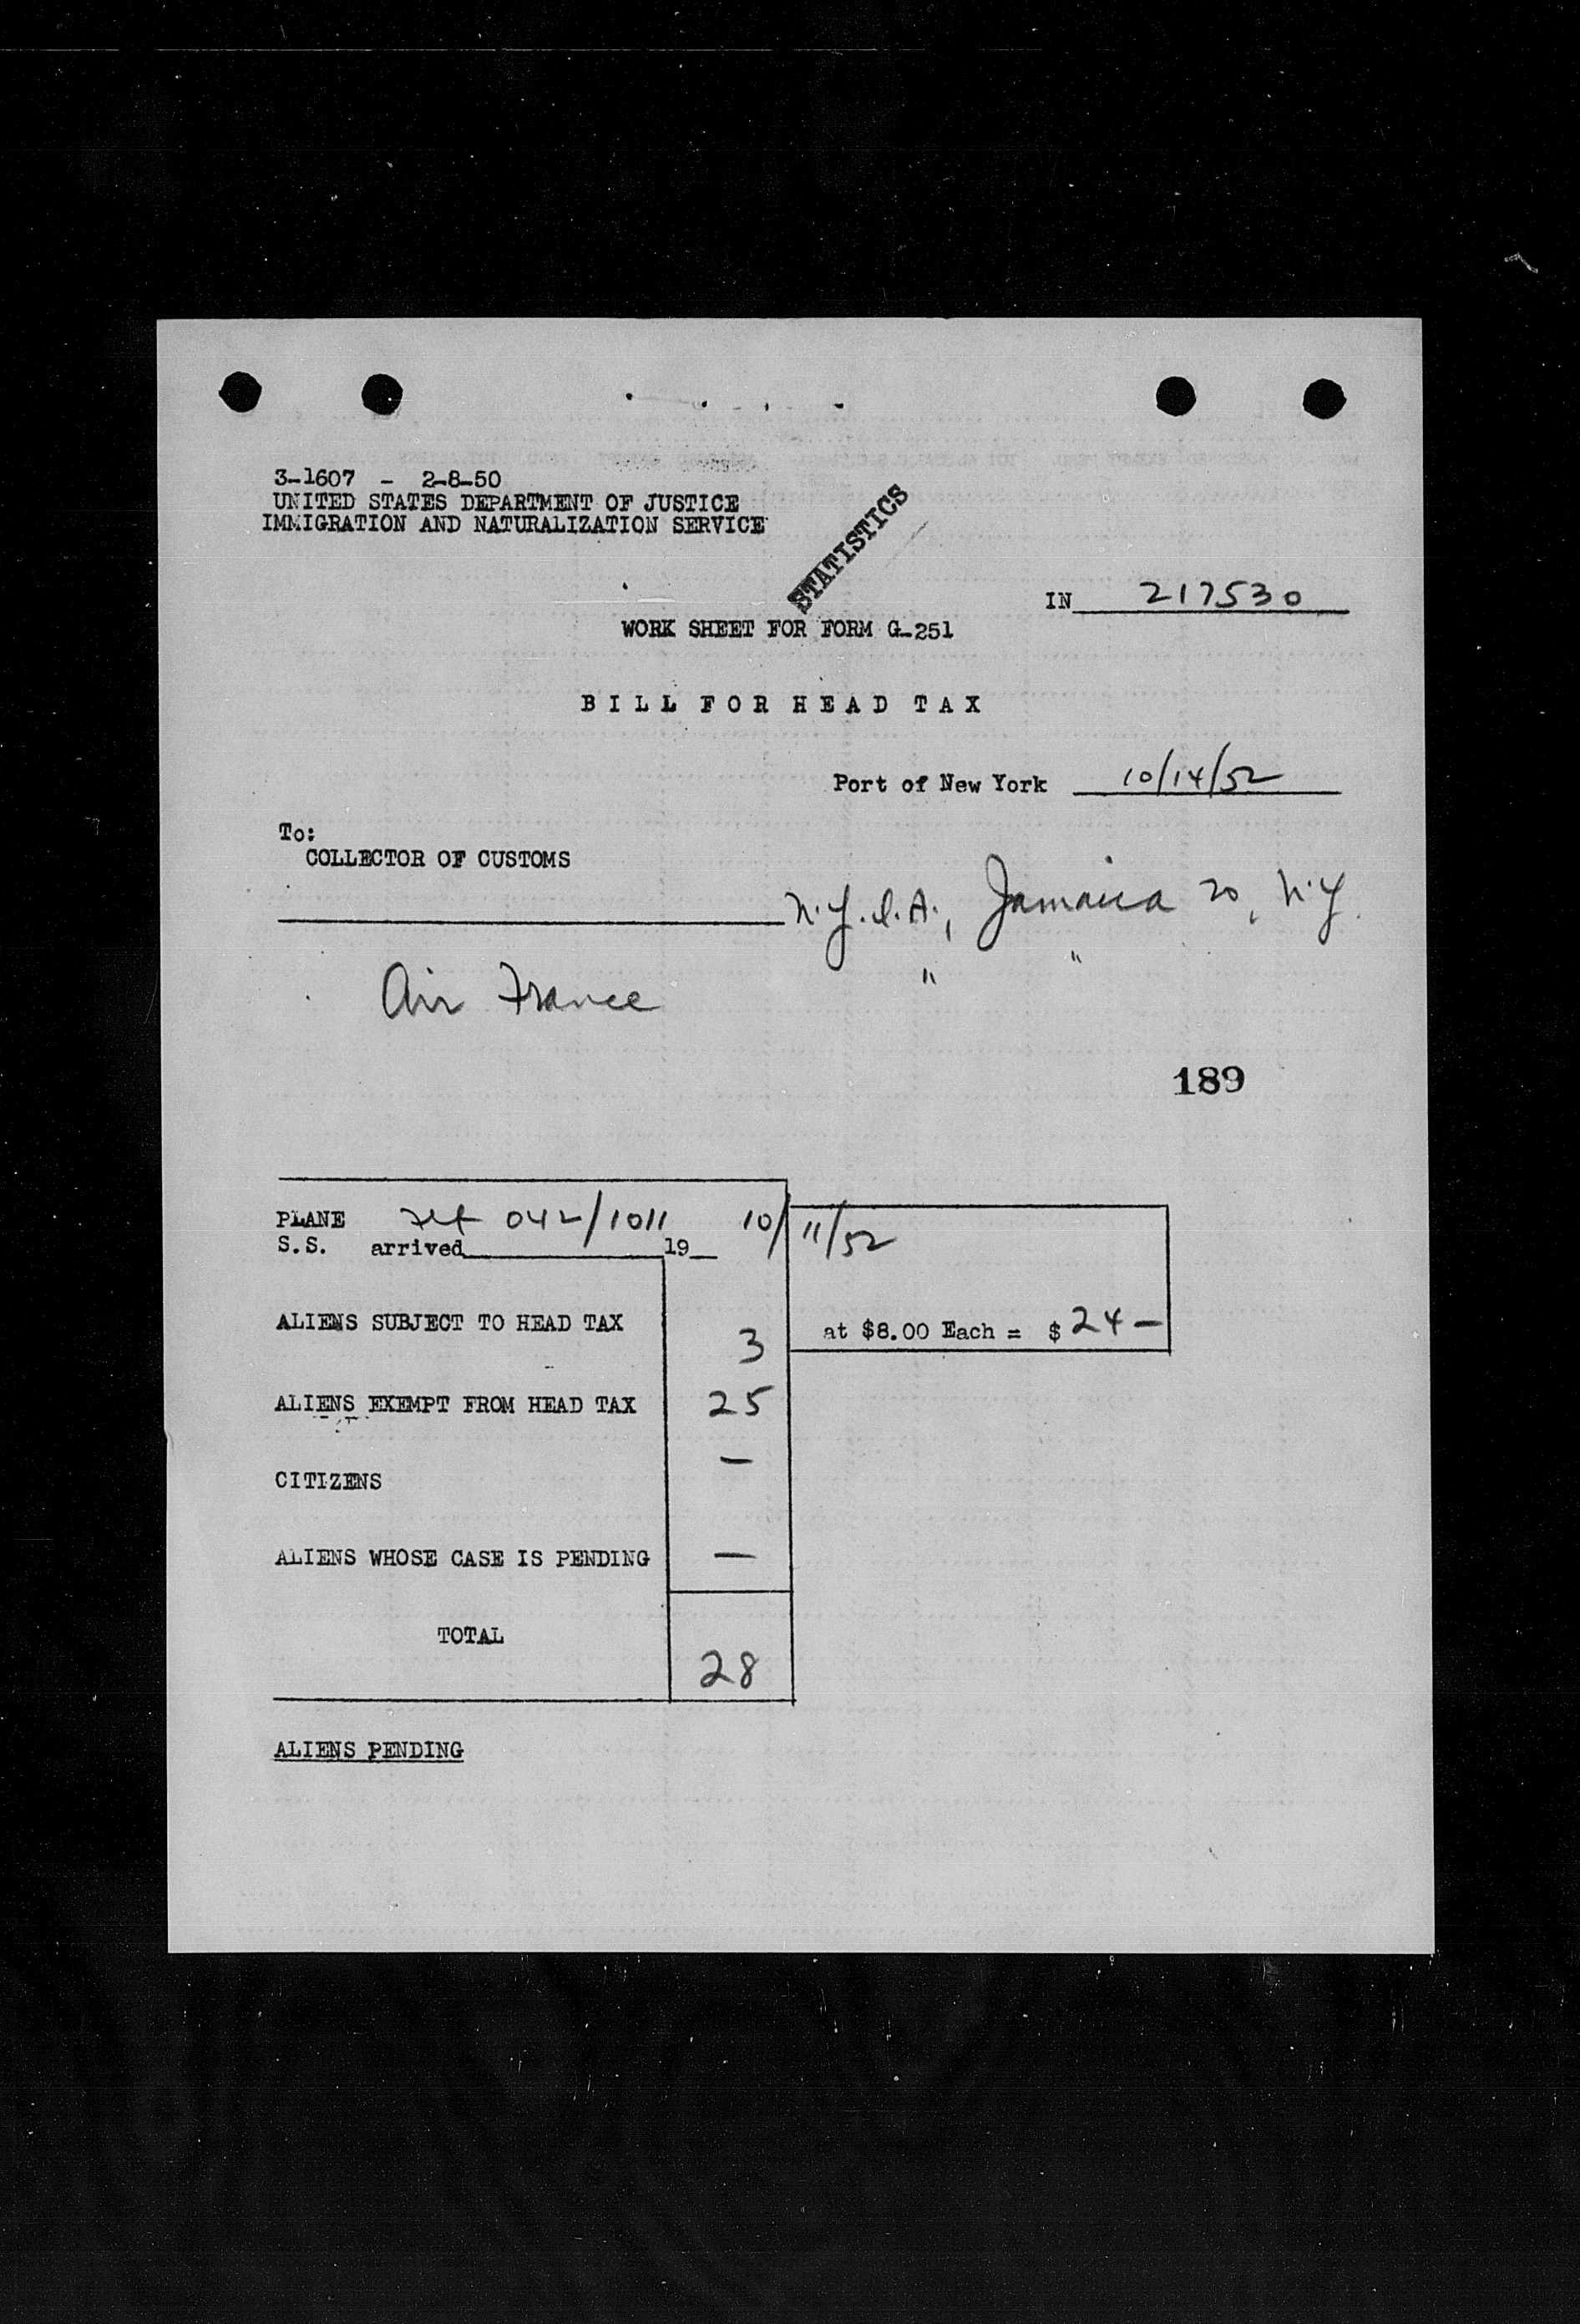 3-1607 - 2-8-50
UNITED STATES DEPARTMENT OF JUSTICE
IMMIGRATION AND NATURALIZATION SERVICE
STATISTICS
IN 217530
WORK SHEET FOR FORM G-251
BILL FOR HEAD TAX
Port of New York 10/14/52
To:
COLLECTOR OF CUSTOMS
N.Y.I.A., Jamaica 20, N.Y.
Air France " "
189
PLANE Flt 042/1011 10/11/52
S.S. arrived 19
ALIENS SUBJECT TO HEAD TAX 3 at $8.00 Each = $ 24 —
ALIENS EXEMPT FROM HEAD TAX 25
CITIZENS —
ALIENS WHOSE CASE IS PENDING —
TOTAL 28
ALIENS PENDING